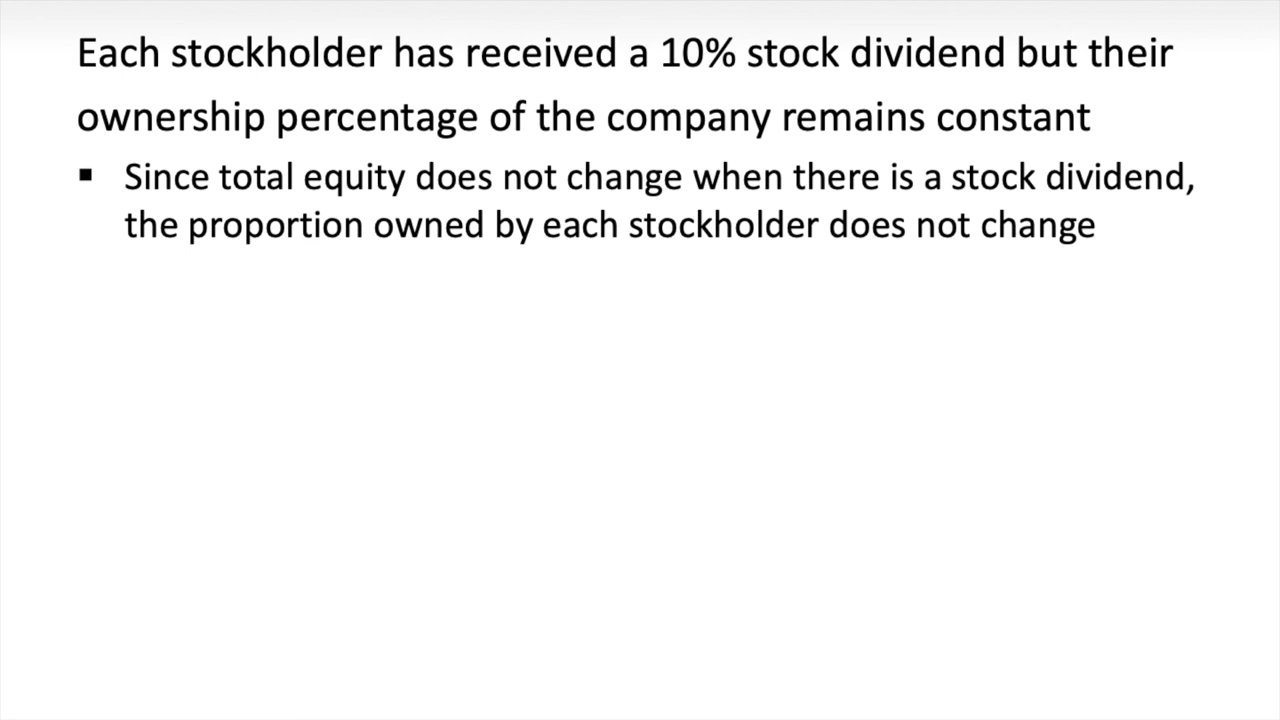 Each stockholder has received a 10% stock dividend but their
ownership percentage of the company remains constant
▪ Since total equity does not change when there is a stock dividend,
the proportion owned by each stockholder does not change